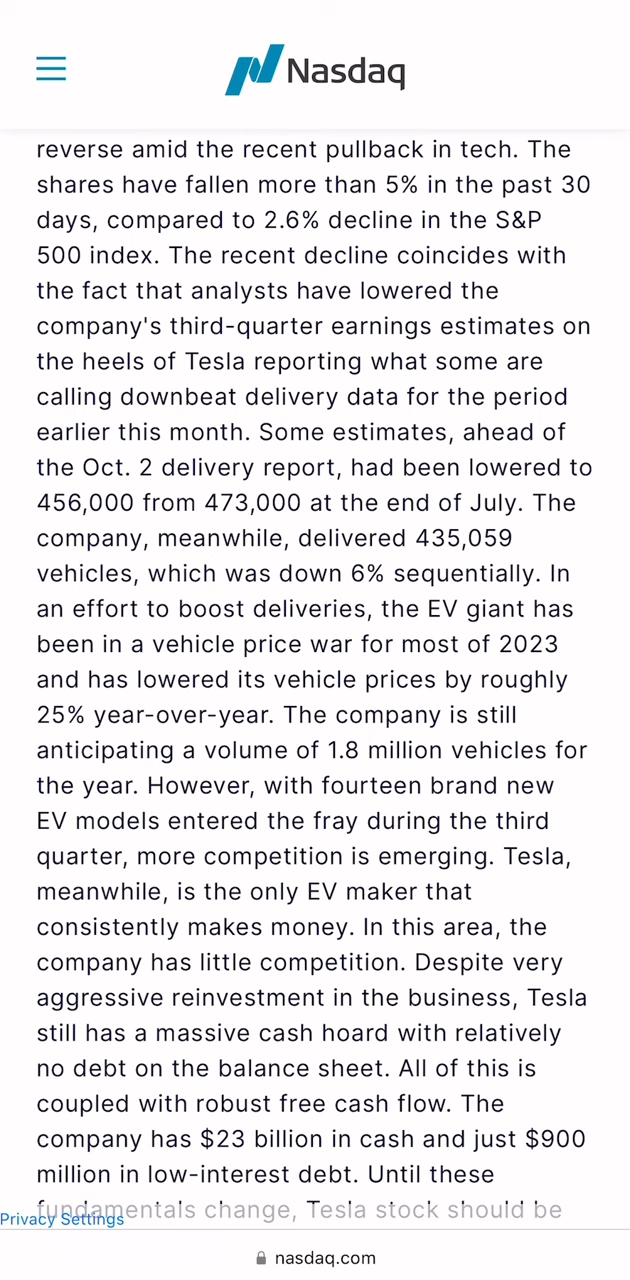 Nasdaq
reverse amid the recent pullback in tech. The
shares have fallen more than 5% in the past 30
days, compared to 2.6% decline in the S&P
500 index. The recent decline coincides with
the fact that analysts have lowered the
company's third-quarter earnings estimates on
the heels of Tesla reporting what some are
calling downbeat delivery data for the period
earlier this month. Some estimates, ahead of
the Oct. 2 delivery report, had been lowered to
456,000 from 473,000 at the end of July. The
company, meanwhile, delivered 435,059
vehicles, which was down 6% sequentially. In
an effort to boost deliveries, the EV giant has
been in a vehicle price war for most of 2023
and has lowered its vehicle prices by roughly
25% year-over-year. The company is still
anticipating a volume of 1.8 million vehicles for
the year. However, with fourteen brand new
EV models entered the fray during the third
quarter, more competition is emerging. Tesla,
meanwhile, is the only EV maker that
consistently makes money. In this area, the
company has little competition. Despite very
aggressive reinvestment in the business, Tesla
still has a massive cash hoard with relatively
no debt on the balance sheet. All of this is
coupled with robust free cash flow. The
company has $23 billion in cash and just $900
million in low-interest debt. Until these
fundamentals change, Tesla stock should be
Privacy Settings
nasdaq.com